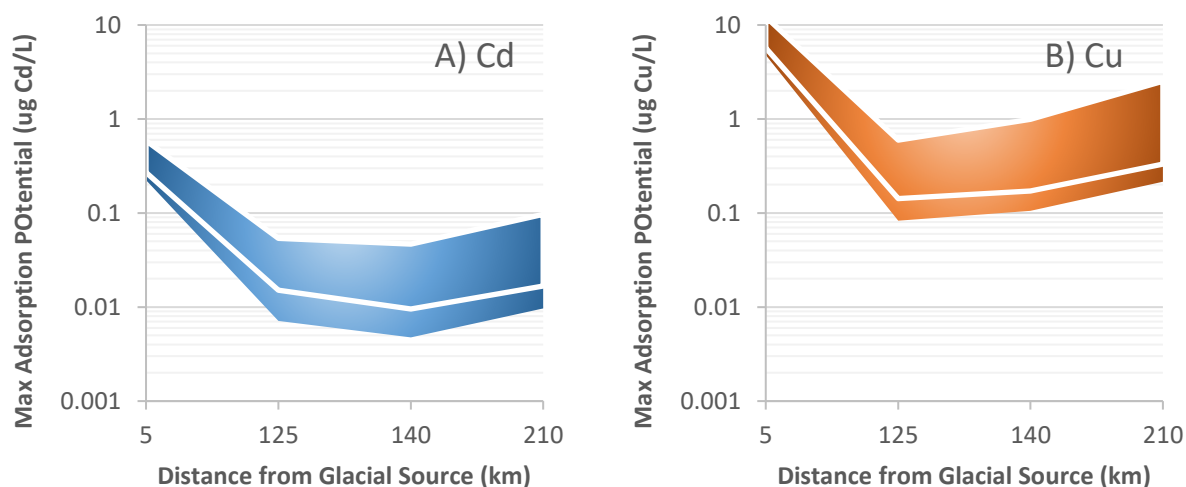 A) Cd
Max Adsorption POtential (ug Cd/L)
10
1
0.1
0.01
0.001
5 125 140 210
Distance from Glacial Source (km)
B) Cu
Max Adsorption POtential (ug Cu/L)
10
1
0.1
0.01
0.001
5 125 140 210
Distance from Glacial Source (km)